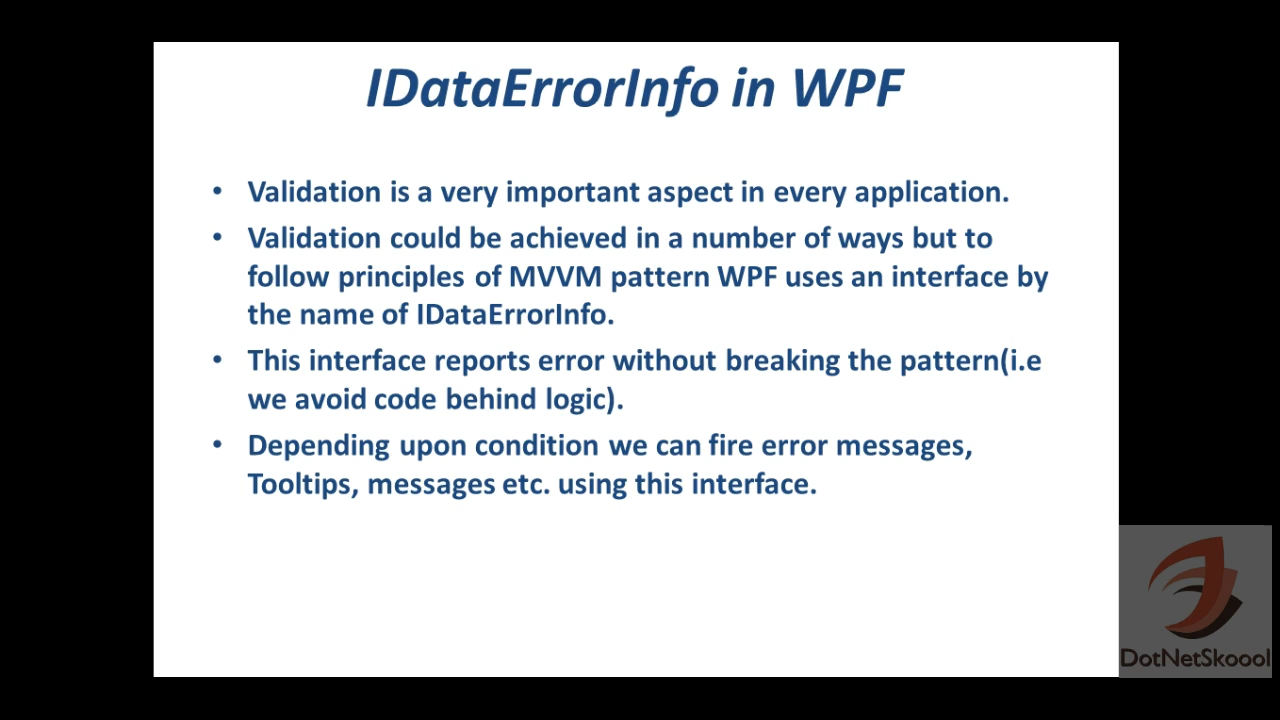 IDataErrorInfo in WPF
• Validation is a very important aspect in every application.
• Validation could be achieved in a number of ways but to
follow principles of MVVM pattern WPF uses an interface by
the name of IDataErrorInfo.
• This interface reports error without breaking the pattern(i.e
we avoid code behind logic).
• Depending upon condition we can fire error messages,
Tooltips, messages etc. using this interface.
DotNetSkoool